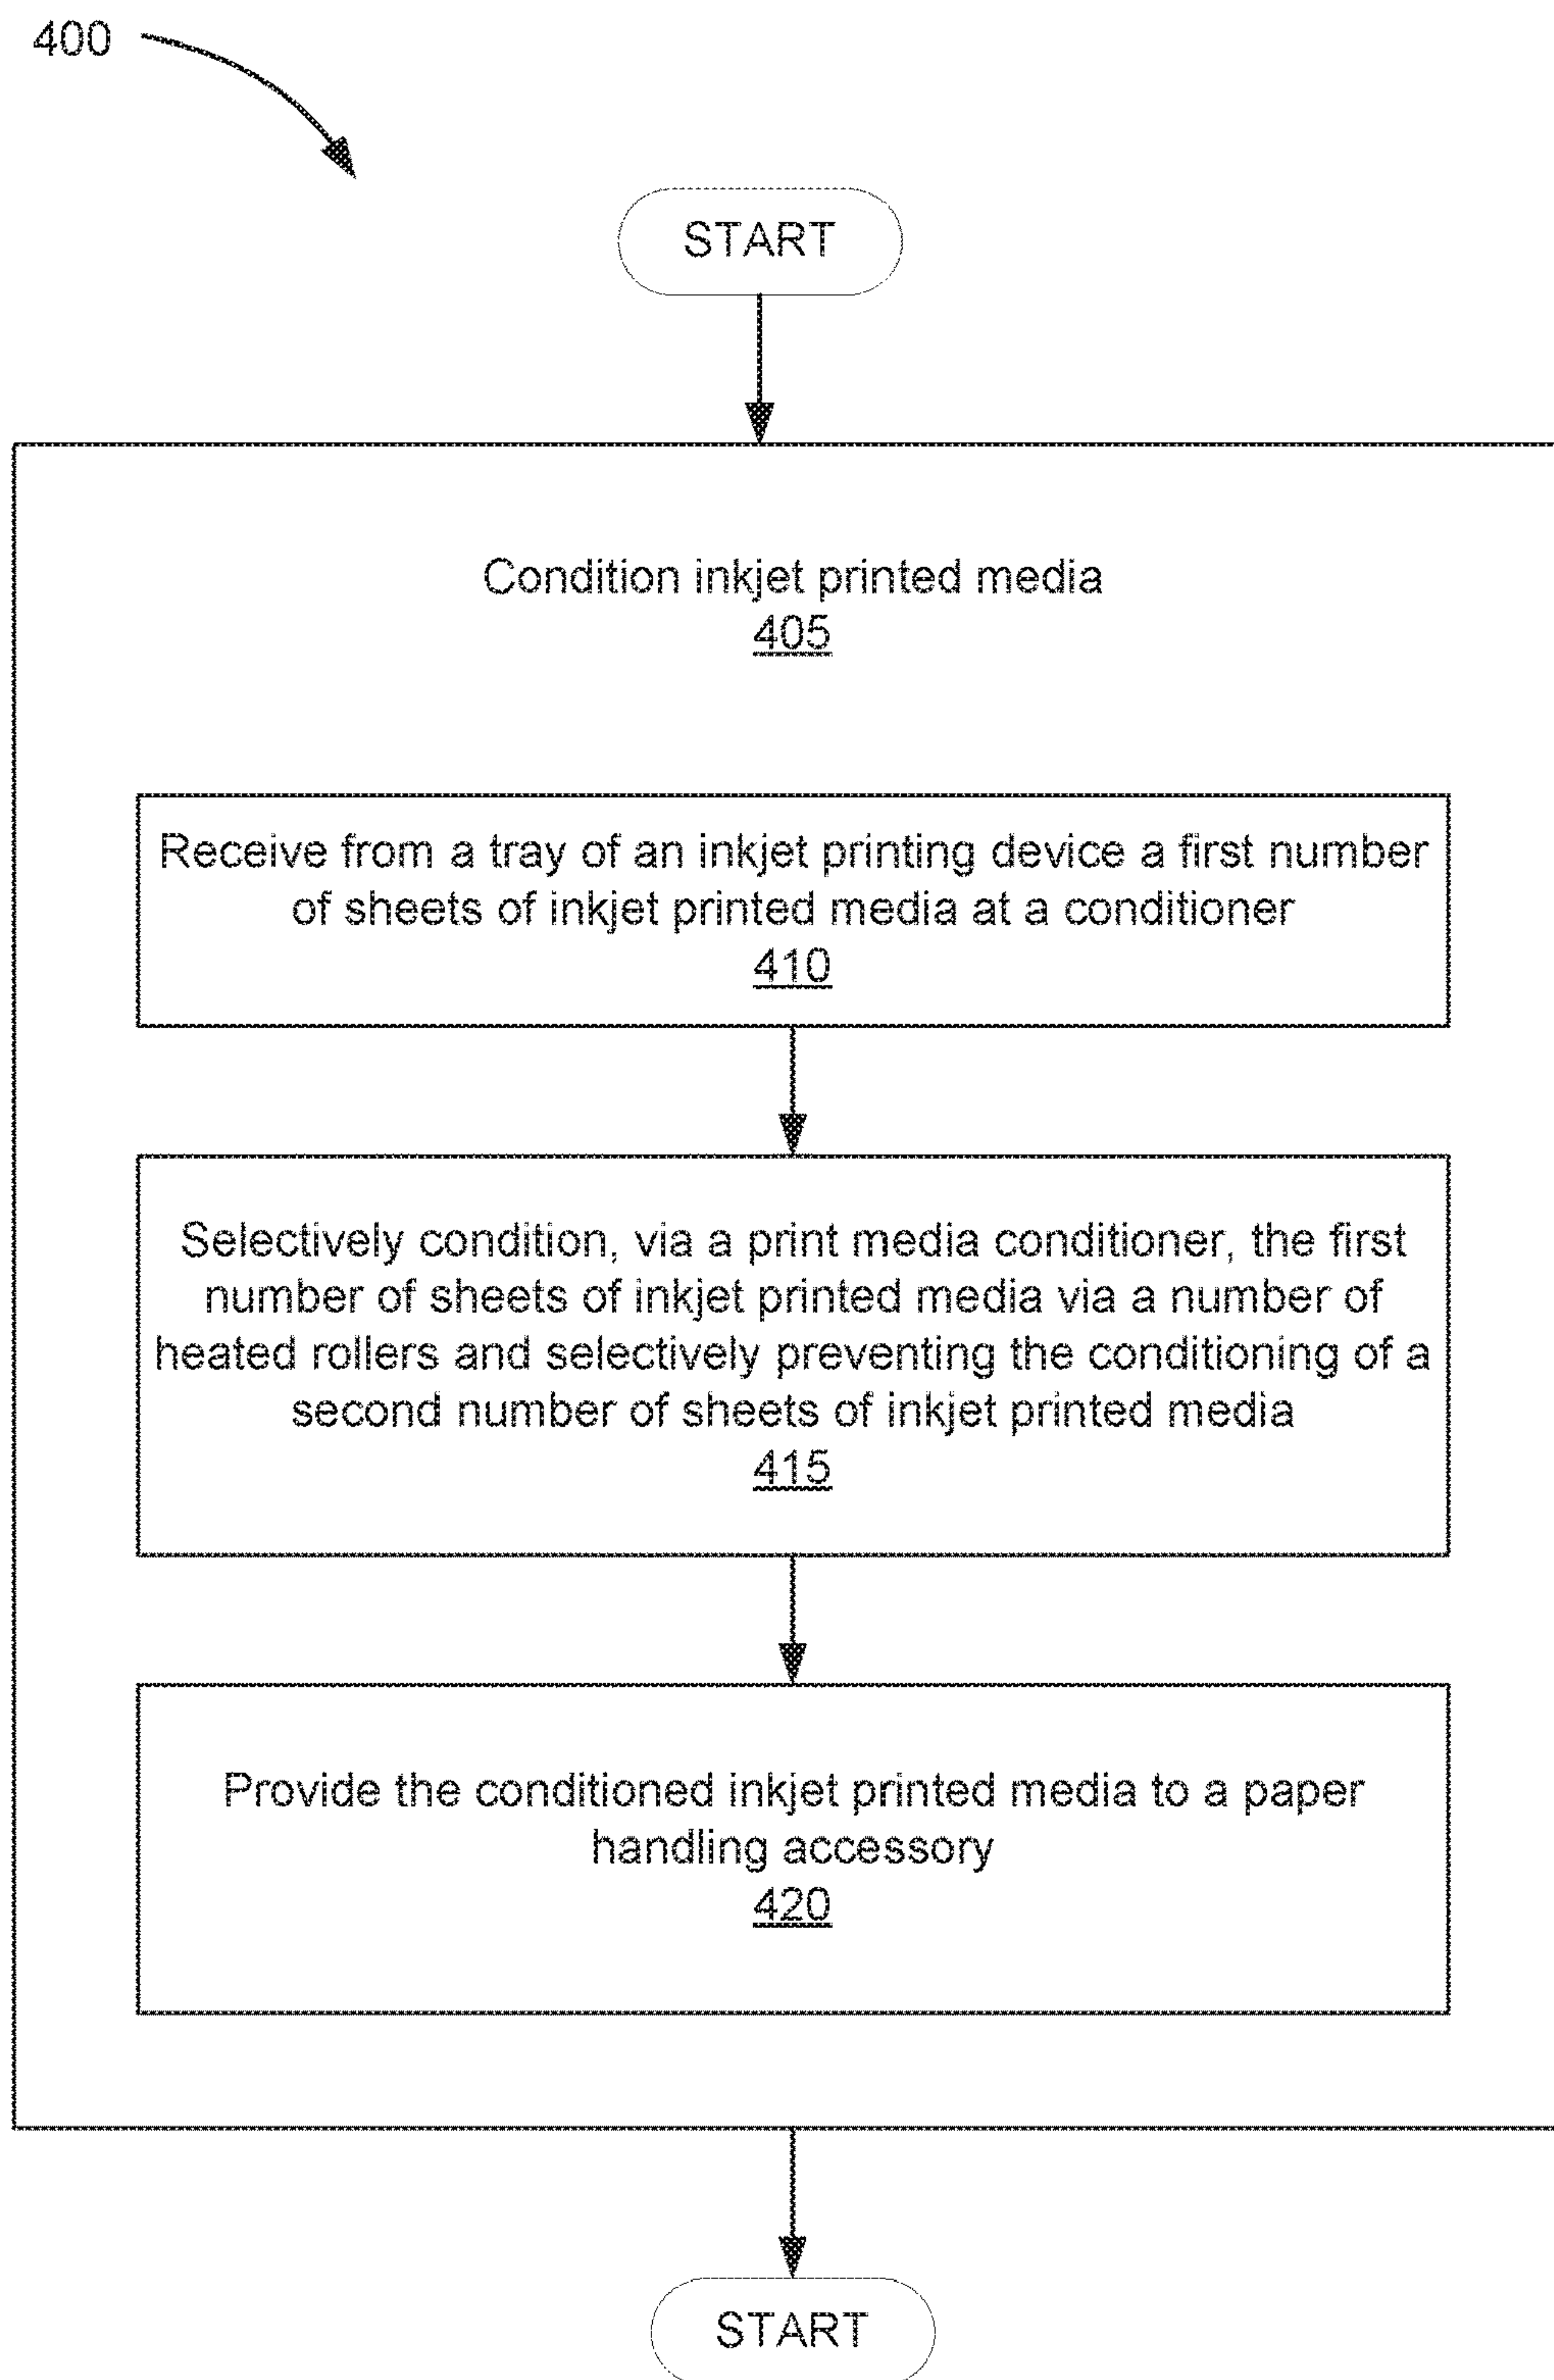 400
START
Condition inkjet printed media
405
Receive from a tray of an inkjet printing device a first number
of sheets of inkjet printed media at a conditioner
410
Selectively condition, via a print media conditioner, the first
number of sheets of inkjet printed media via a number of
heated rollers and selectively preventing the conditioning of a
second number of sheets of inkjet printed media
415
Provide the conditioned inkjet printed media to a paper
handling accessory
420
START